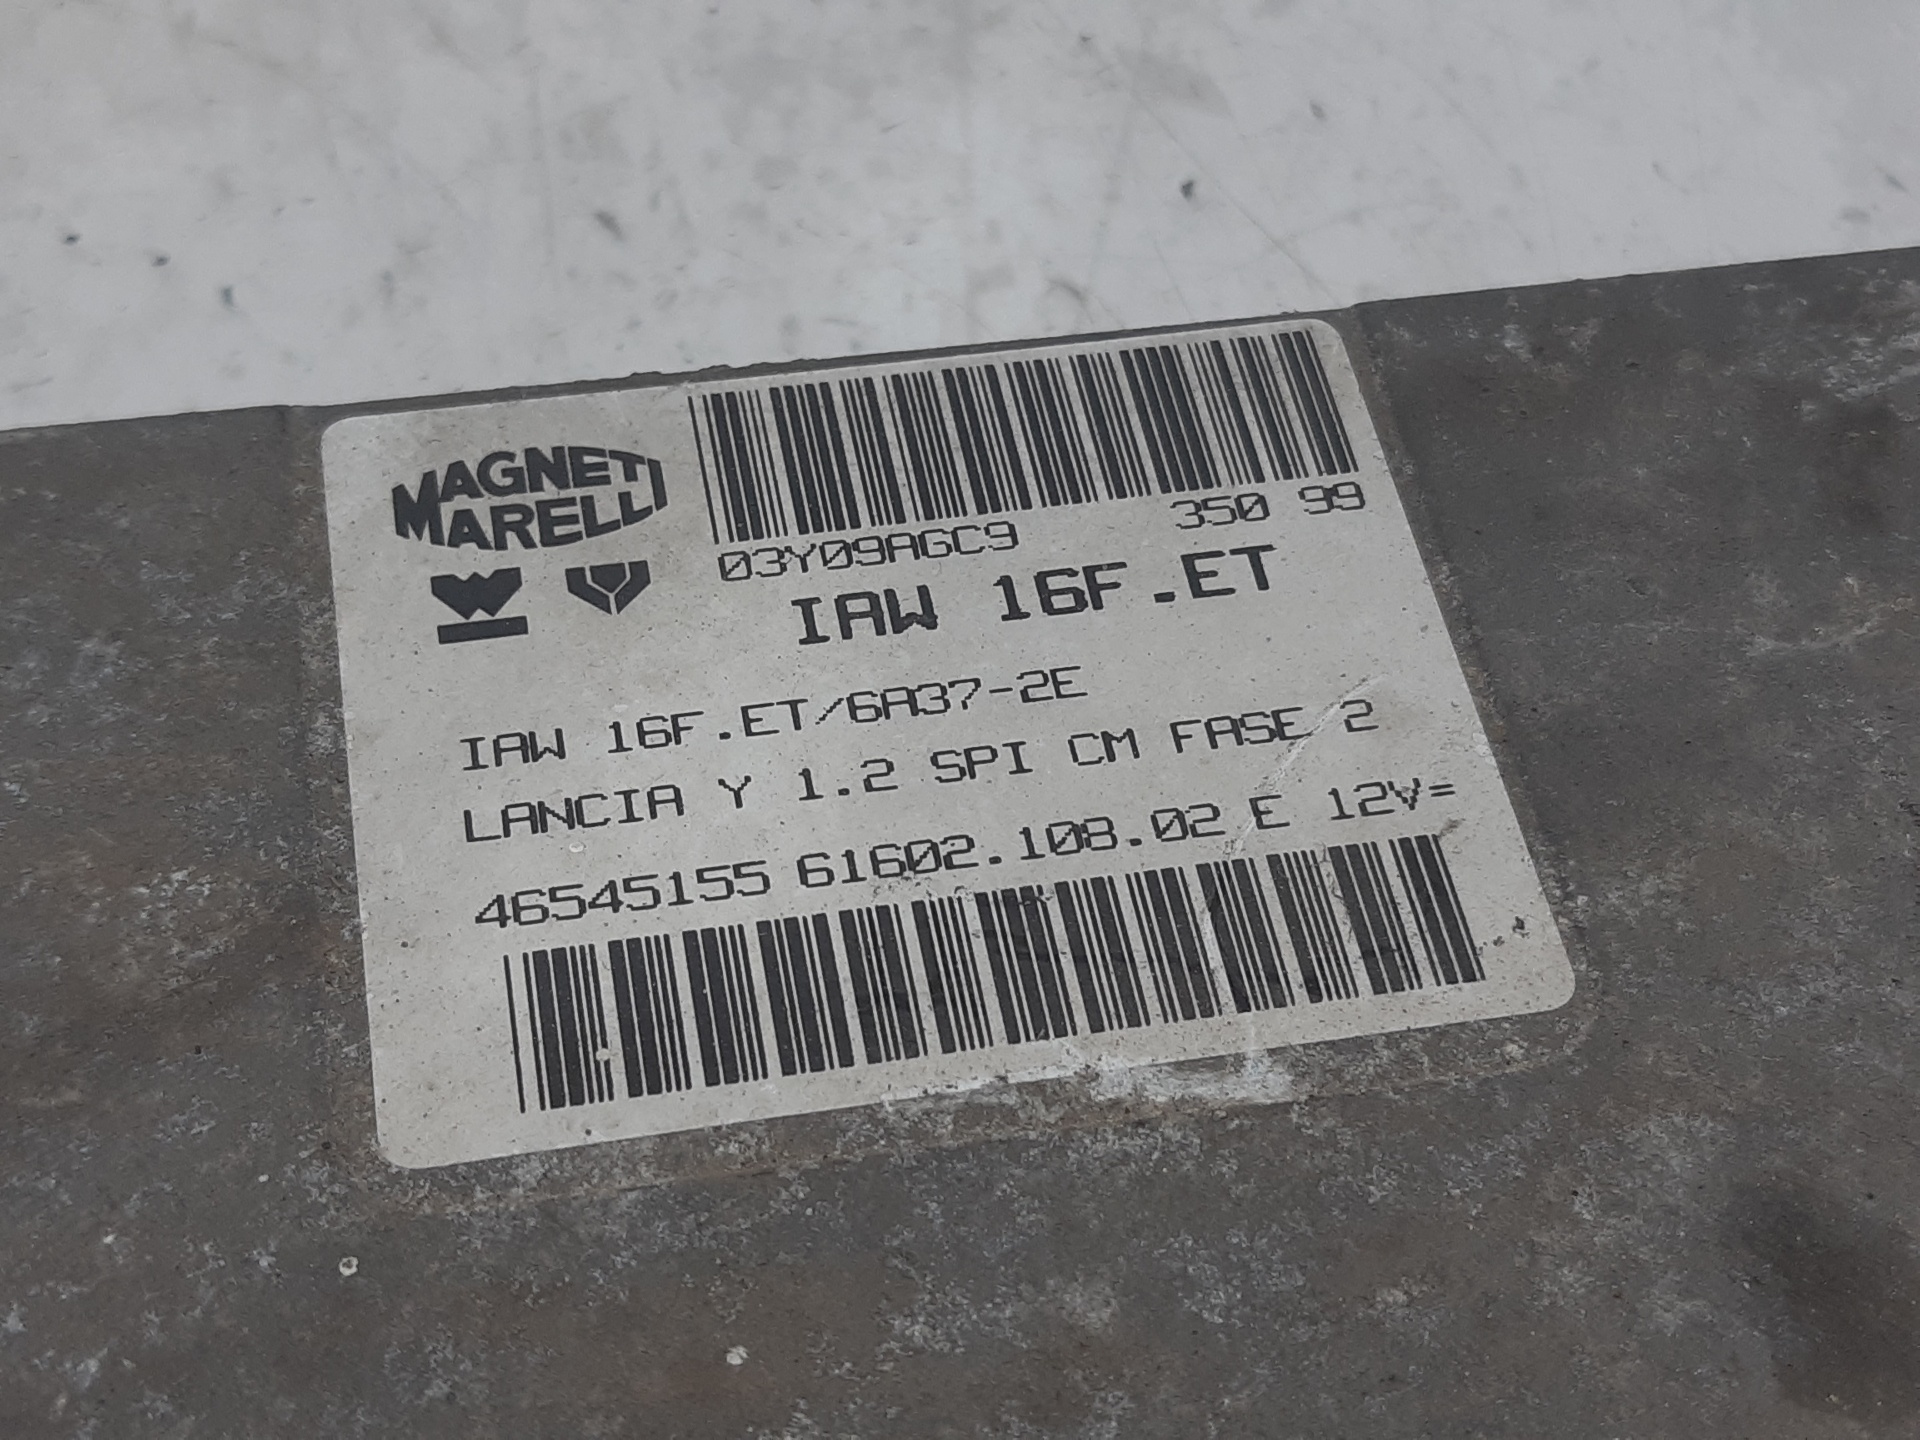 MAGNETI
MARELLI
03Y09AGC9 350 99
IAW 16F.ET
IAW 16F.ET/6A37-2E
LANCIA Y 1.2 SPI CM FASE 2
46545155 61602.108.02 E 12V=